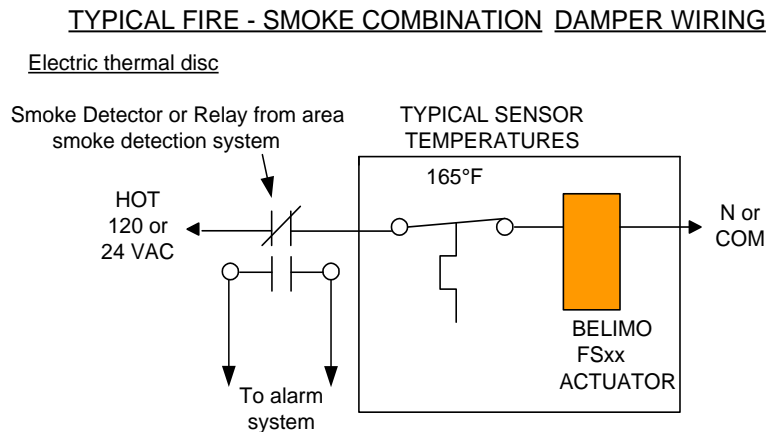 TYPICAL FIRE - SMOKE COMBINATION DAMPER WIRING
Electric thermal disc
Smoke Detector or Relay from area
smoke detection system
TYPICAL SENSOR
TEMPERATURES
165°F
HOT
120 or
24 VAC
N or
COM
BELIMO
FSxx
ACTUATOR
To alarm
system